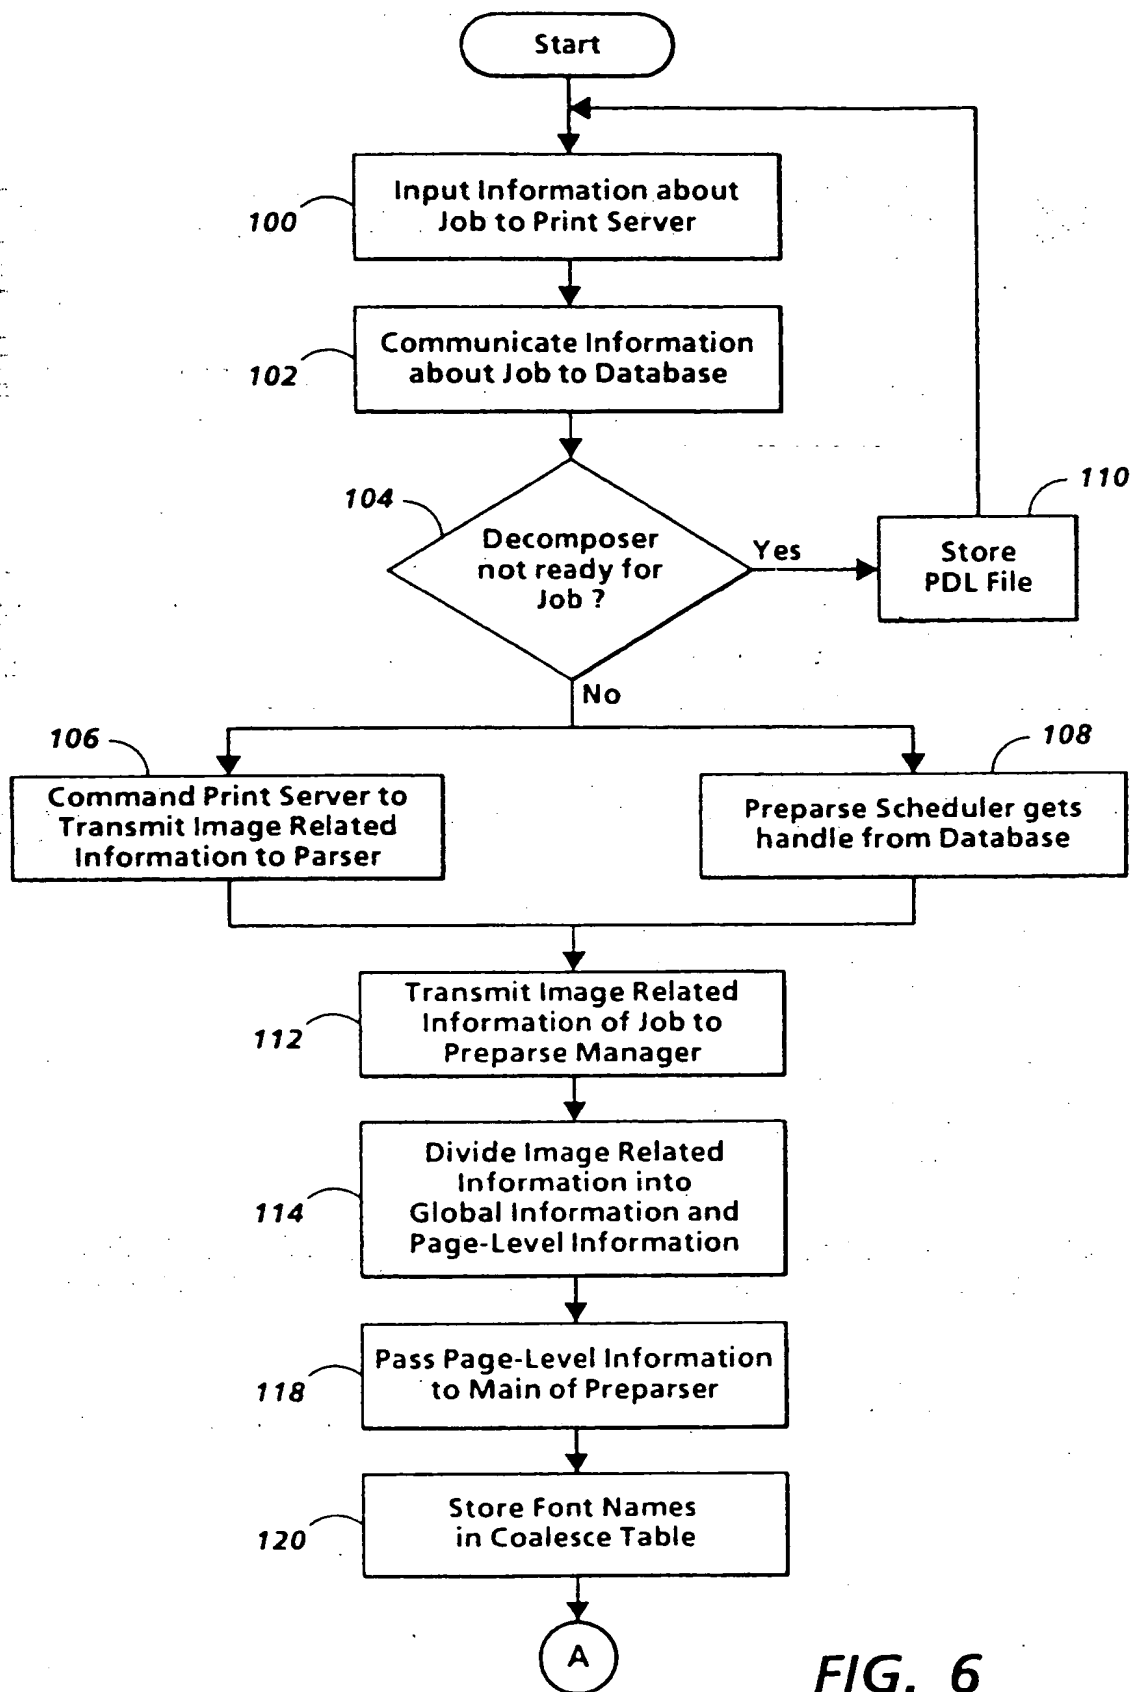 Start
Input Information about
Job to Print Server
100
Communicate Information
about Job to Database
102
104
Decomposer
not ready for
Job ?
Yes
110
Store
PDL File
No
106
Command Print Server to
Transmit Image Related
Information to Parser
108
Preparse Scheduler gets
handle from Database
Transmit Image Related
Information of Job to
Preparse Manager
112
Divide Image Related
Information into
Global Information and
Page-Level Information
114
Pass Page-Level Information
to Main of Preparser
118
Store Font Names
in Coalesce Table
120
A
FIG. 6